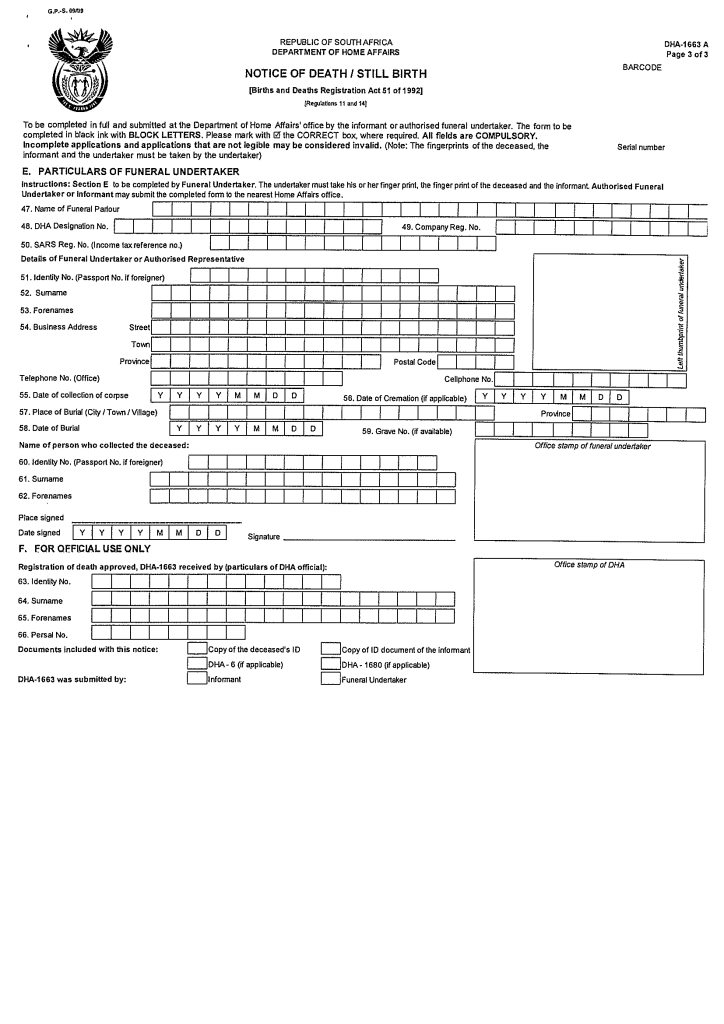 G.P.-S. 09/09
REPUBLIC OF SOUTH AFRICA
DEPARTMENT OF HOME AFFAIRS
DHA-1663 A
Page 3 of 3
BARCODE
NOTICE OF DEATH / STILL BIRTH
[Births and Deaths Registration Act 51 of 1992]
[Regulations 11 and 14]
To be completed in full and submitted at the Department of Home Affairs' office by the informant or authorised funeral undertaker. The form to be
completed in black ink with BLOCK LETTERS. Please mark with ☑ the CORRECT box, where required. All fields are COMPULSORY.
Incomplete applications and applications that are not legible may be considered invalid. (Note: The fingerprints of the deceased, the
informant and the undertaker must be taken by the undertaker)
Serial number
E. PARTICULARS OF FUNERAL UNDERTAKER
Instructions: Section E to be completed by Funeral Undertaker. The undertaker must take his or her finger print, the finger print of the deceased and the informant. Authorised Funeral
Undertaker or Informant may submit the completed form to the nearest Home Affairs office.
47. Name of Funeral Parlour
48. DHA Designation No. 49. Company Reg. No.
50. SARS Reg. No. (Income tax reference no.)
Details of Funeral Undertaker or Authorised Representative
Left thumbprint of funeral undertaker
51. Identity No. (Passport No. if foreigner)
52. Surname
53. Forenames
54. Business Address Street
Town
Province Postal Code
Telephone No. (Office) Cellphone No.
55. Date of collection of corpse Y Y Y Y M M D D 56. Date of Cremation (if applicable) Y Y Y Y M M D D
57. Place of Burial (City / Town / Village) Province
58. Date of Burial Y Y Y Y M M D D 59. Grave No. (if available)
Name of person who collected the deceased:
Office stamp of funeral undertaker
60. Identity No. (Passport No. if foreigner)
61. Surname
62. Forenames
Place signed
Date signed Y Y Y Y M M D D Signature
F. FOR OFFICIAL USE ONLY
Registration of death approved, DHA-1663 received by (particulars of DHA official):
Office stamp of DHA
63. Identity No.
64. Surname
65. Forenames
66. Persal No.
Documents included with this notice: Copy of the deceased's ID Copy of ID document of the informant
DHA - 6 (if applicable) DHA - 1680 (if applicable)
DHA-1663 was submitted by: Informant Funeral Undertaker